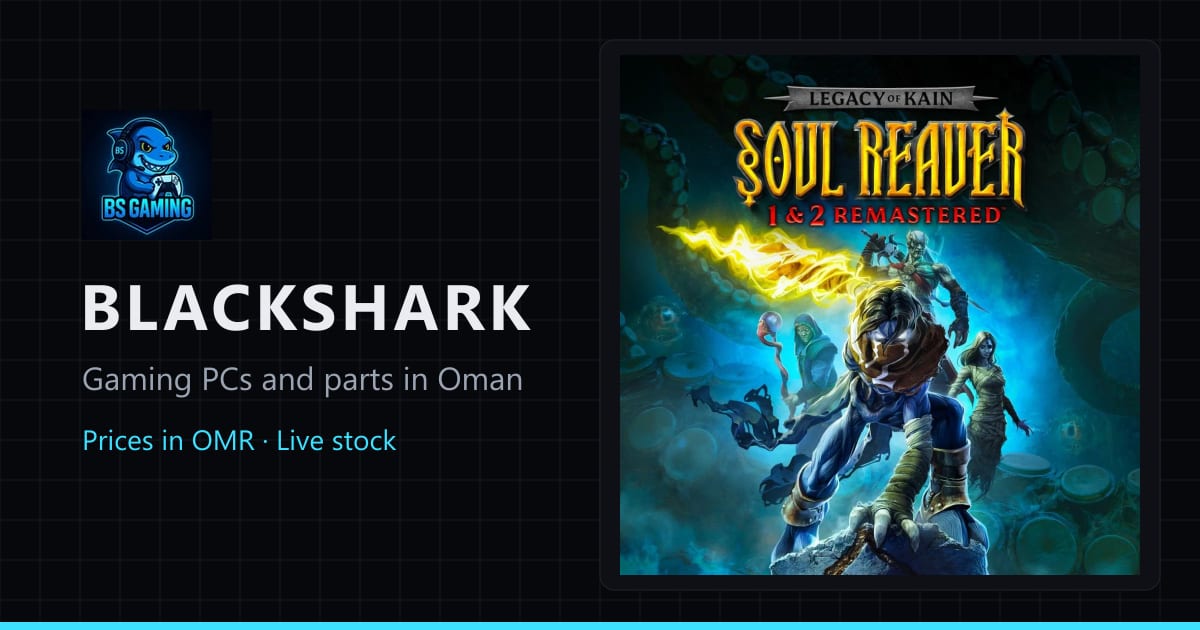 BS
BS GAMING
BLACKSHARK
Gaming PCs and parts in Oman
Prices in OMR · Live stock
LEGACY OF KAIN
SOUL REAVER
1 & 2 REMASTERED